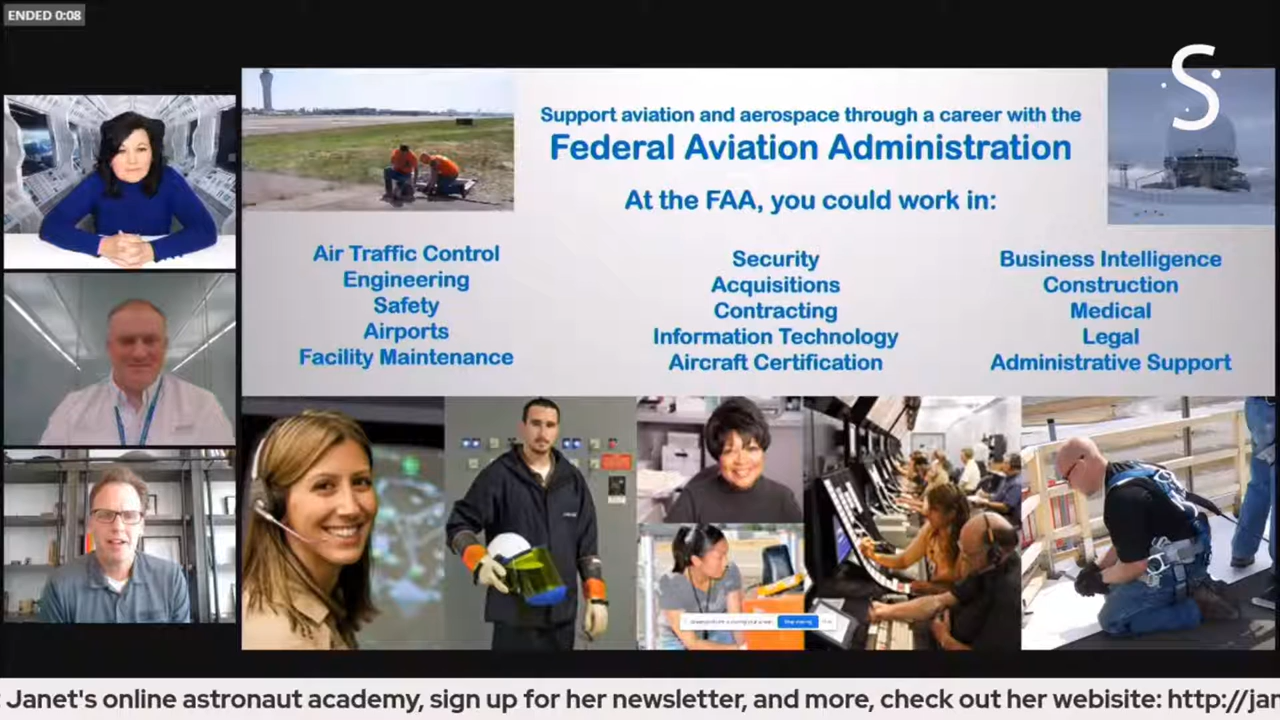 ENDED 0:08
S
Support aviation and aerospace through a career with the
Federal Aviation Administration
At the FAA, you could work in:
Air Traffic Control
Engineering
Safety
Airports
Facility Maintenance
Security
Acquisitions
Contracting
Information Technology
Aircraft Certification
Business Intelligence
Construction
Medical
Legal
Administrative Support
Stop sharing
Janet's online astronaut academy, sign up for her newsletter, and more, check out her webisite: http://jan